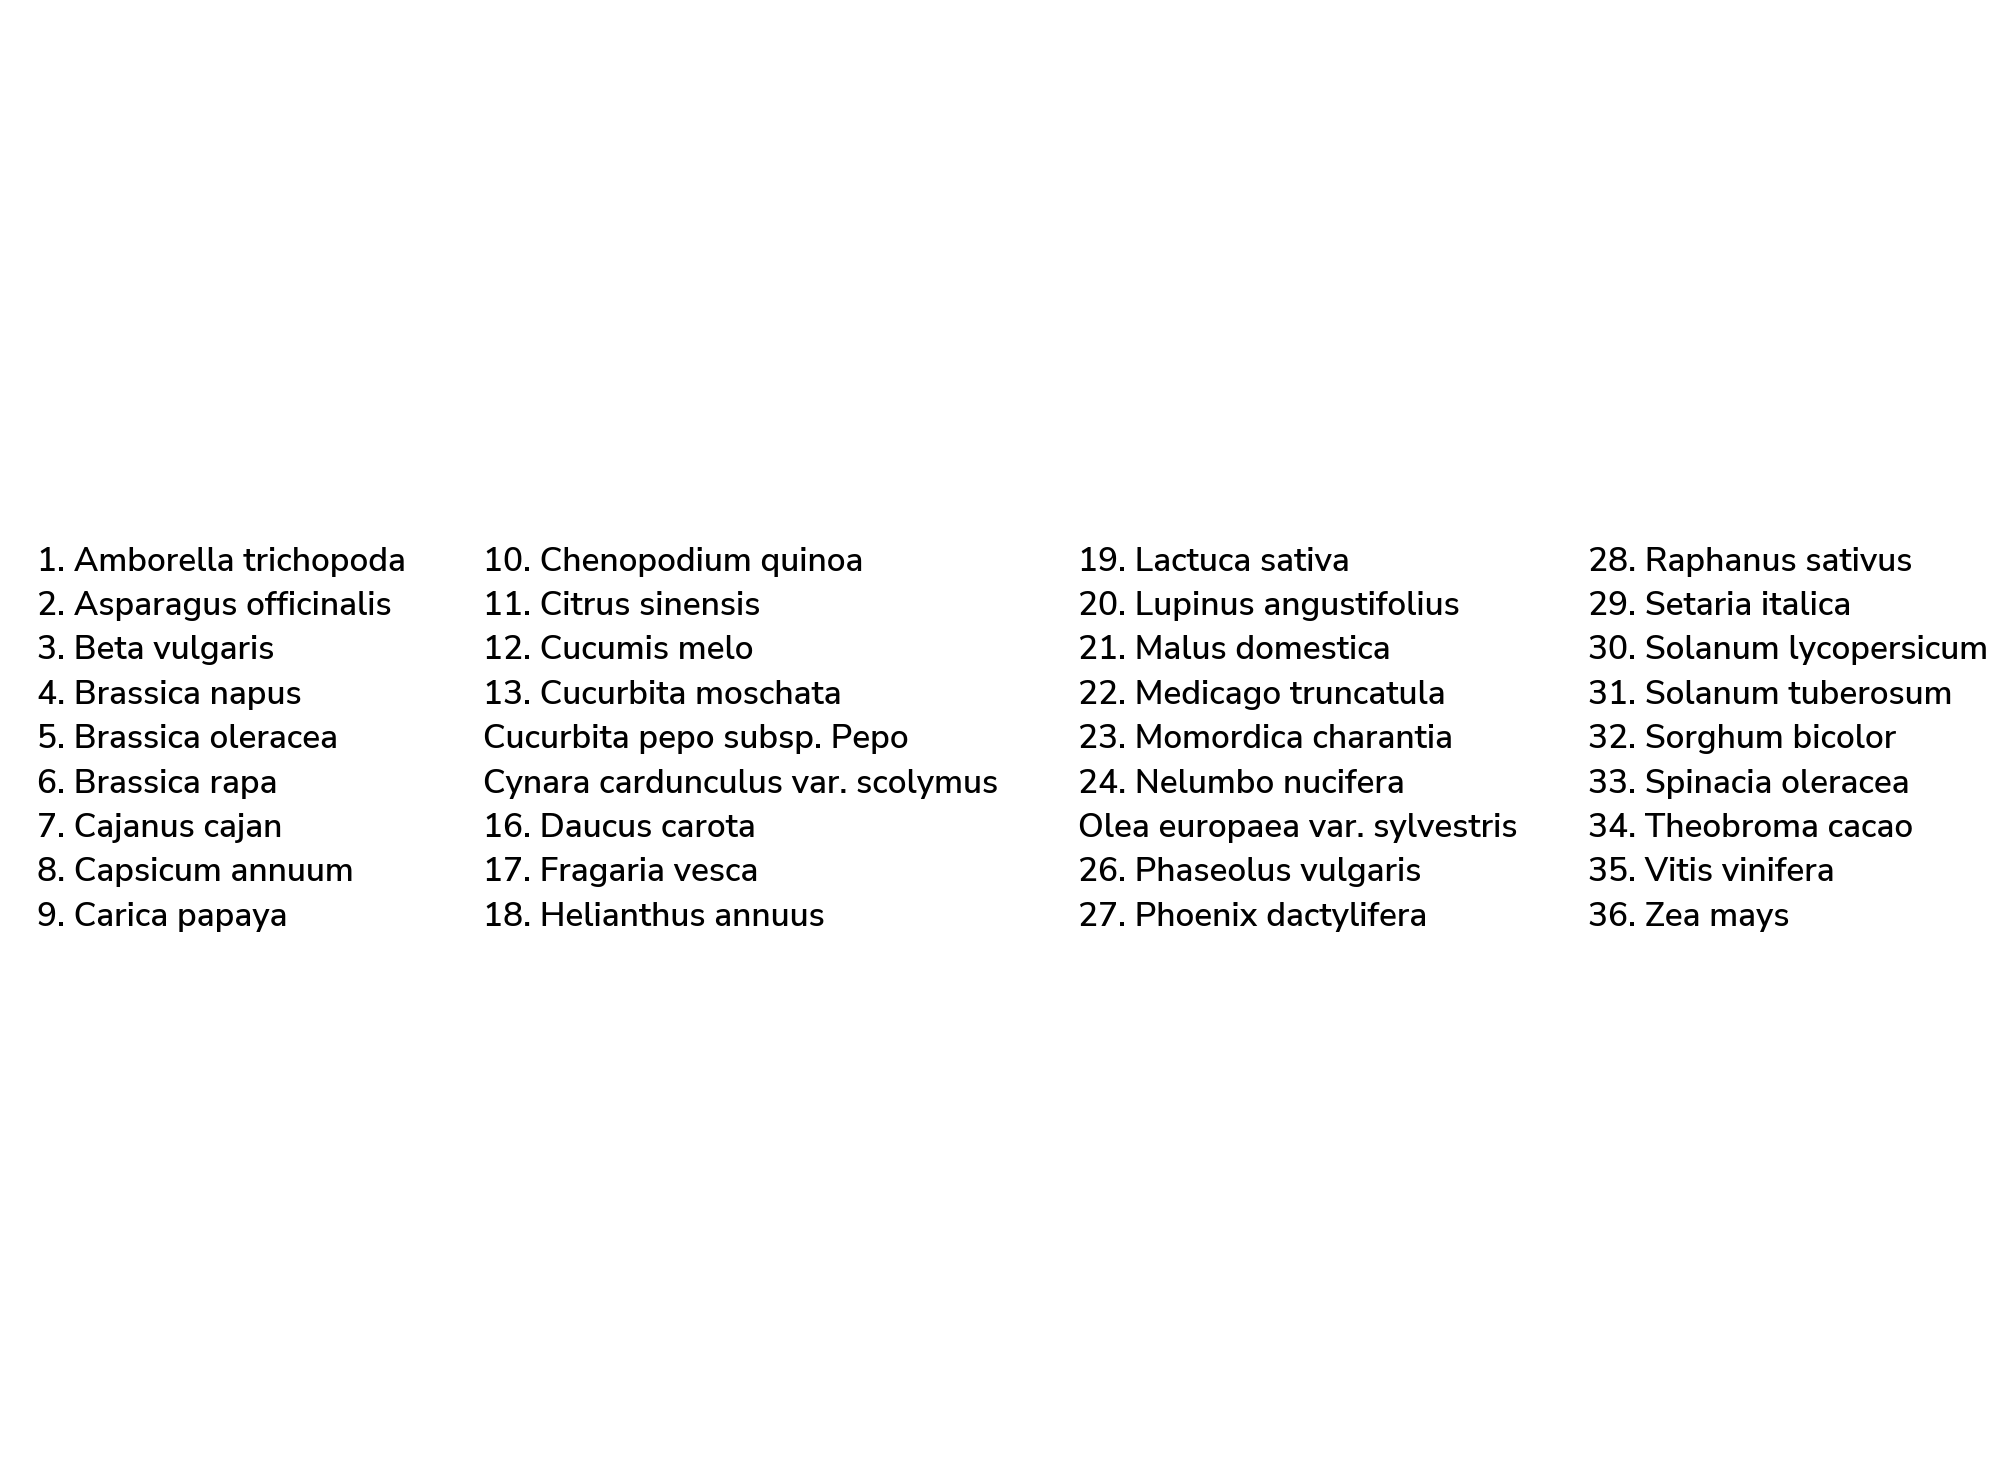 1. Amborella trichopoda
2. Asparagus officinalis
3. Beta vulgaris
4. Brassica napus
5. Brassica oleracea
6. Brassica rapa
7. Cajanus cajan
8. Capsicum annuum
9. Carica papaya
10. Chenopodium quinoa
11. Citrus sinensis
12. Cucumis melo
13. Cucurbita moschata
Cucurbita pepo subsp. Pepo
Cynara cardunculus var. scolymus
16. Daucus carota
17. Fragaria vesca
18. Helianthus annuus
19. Lactuca sativa
20. Lupinus angustifolius
21. Malus domestica
22. Medicago truncatula
23. Momordica charantia
24. Nelumbo nucifera
Olea europaea var. sylvestris
26. Phaseolus vulgaris
27. Phoenix dactylifera
28. Raphanus sativus
29. Setaria italica
30. Solanum lycopersicum
31. Solanum tuberosum
32. Sorghum bicolor
33. Spinacia oleracea
34. Theobroma cacao
35. Vitis vinifera
36. Zea mays